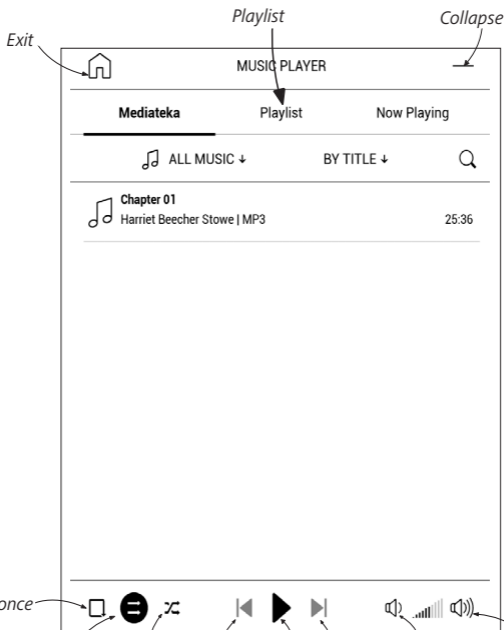 Playlist
Collapse
Exit
MUSIC PLAYER
Mediateka Playlist Now Playing
ALL MUSIC ↓ BY TITLE ↓
Chapter 01
Harriet Beecher Stowe | MP3 25:36
once